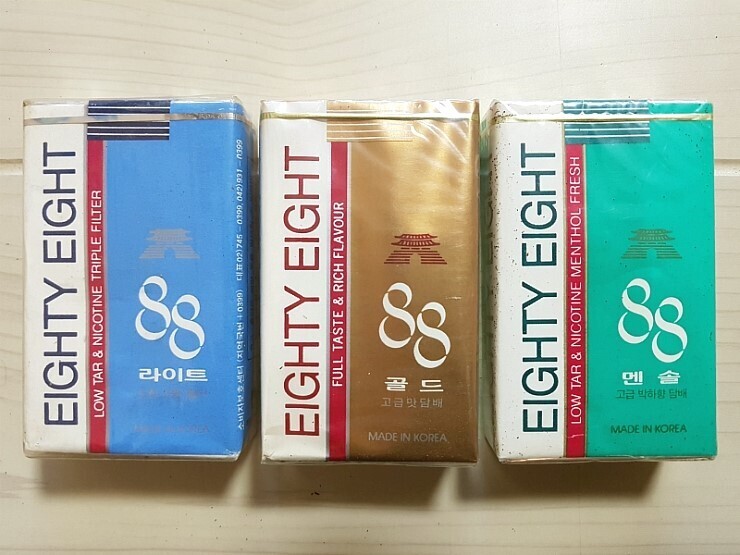 EIGHTY EIGHT
LOW TAR & NICOTINE TRIPLE FILTER
88
라이트
EIGHTY EIGHT
FULL TASTE & RICH FLAVOUR
88
골드
고급 맛 담배
MADE IN KOREA
EIGHTY EIGHT
LOW TAR & NICOTINE MENTHOL FRESH
88
멘솔
고급 박하향 담배
MADE IN KOREA